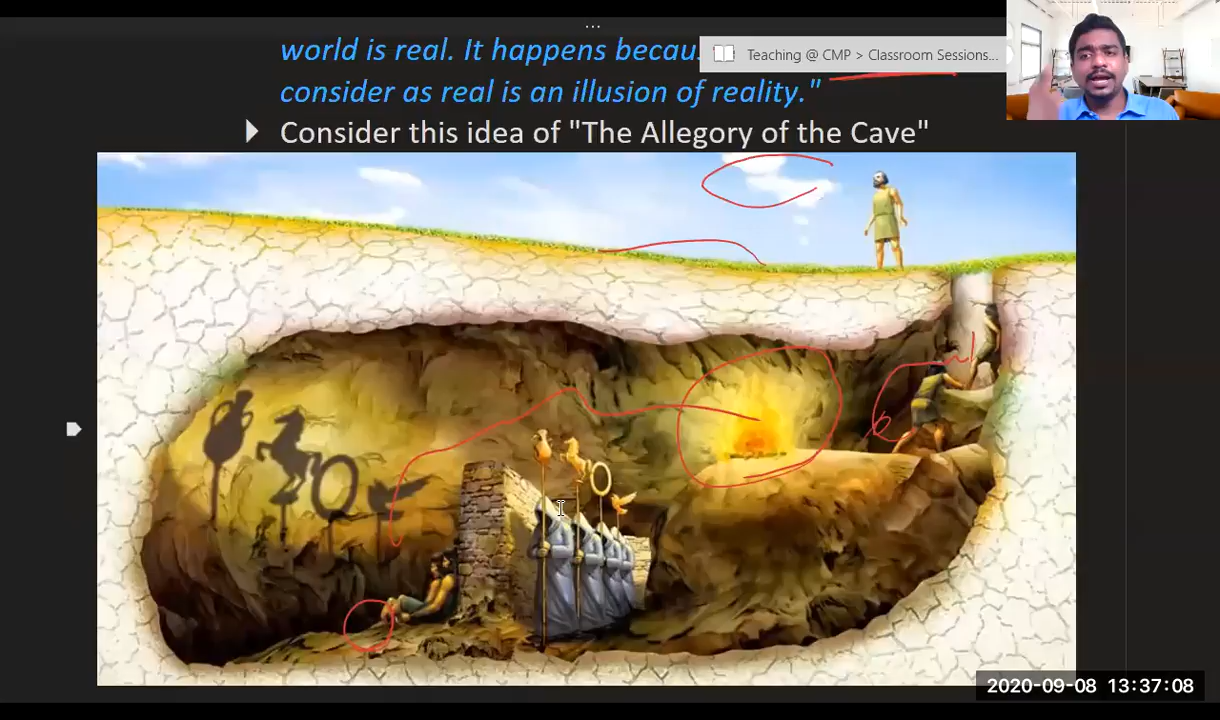 ...
world is real. It happens becau
Teaching @ CMP > Classroom Sessions...
consider as real is an illusion of reality."
Consider this idea of "The Allegory of the Cave"
2020-09-08 13:37:08